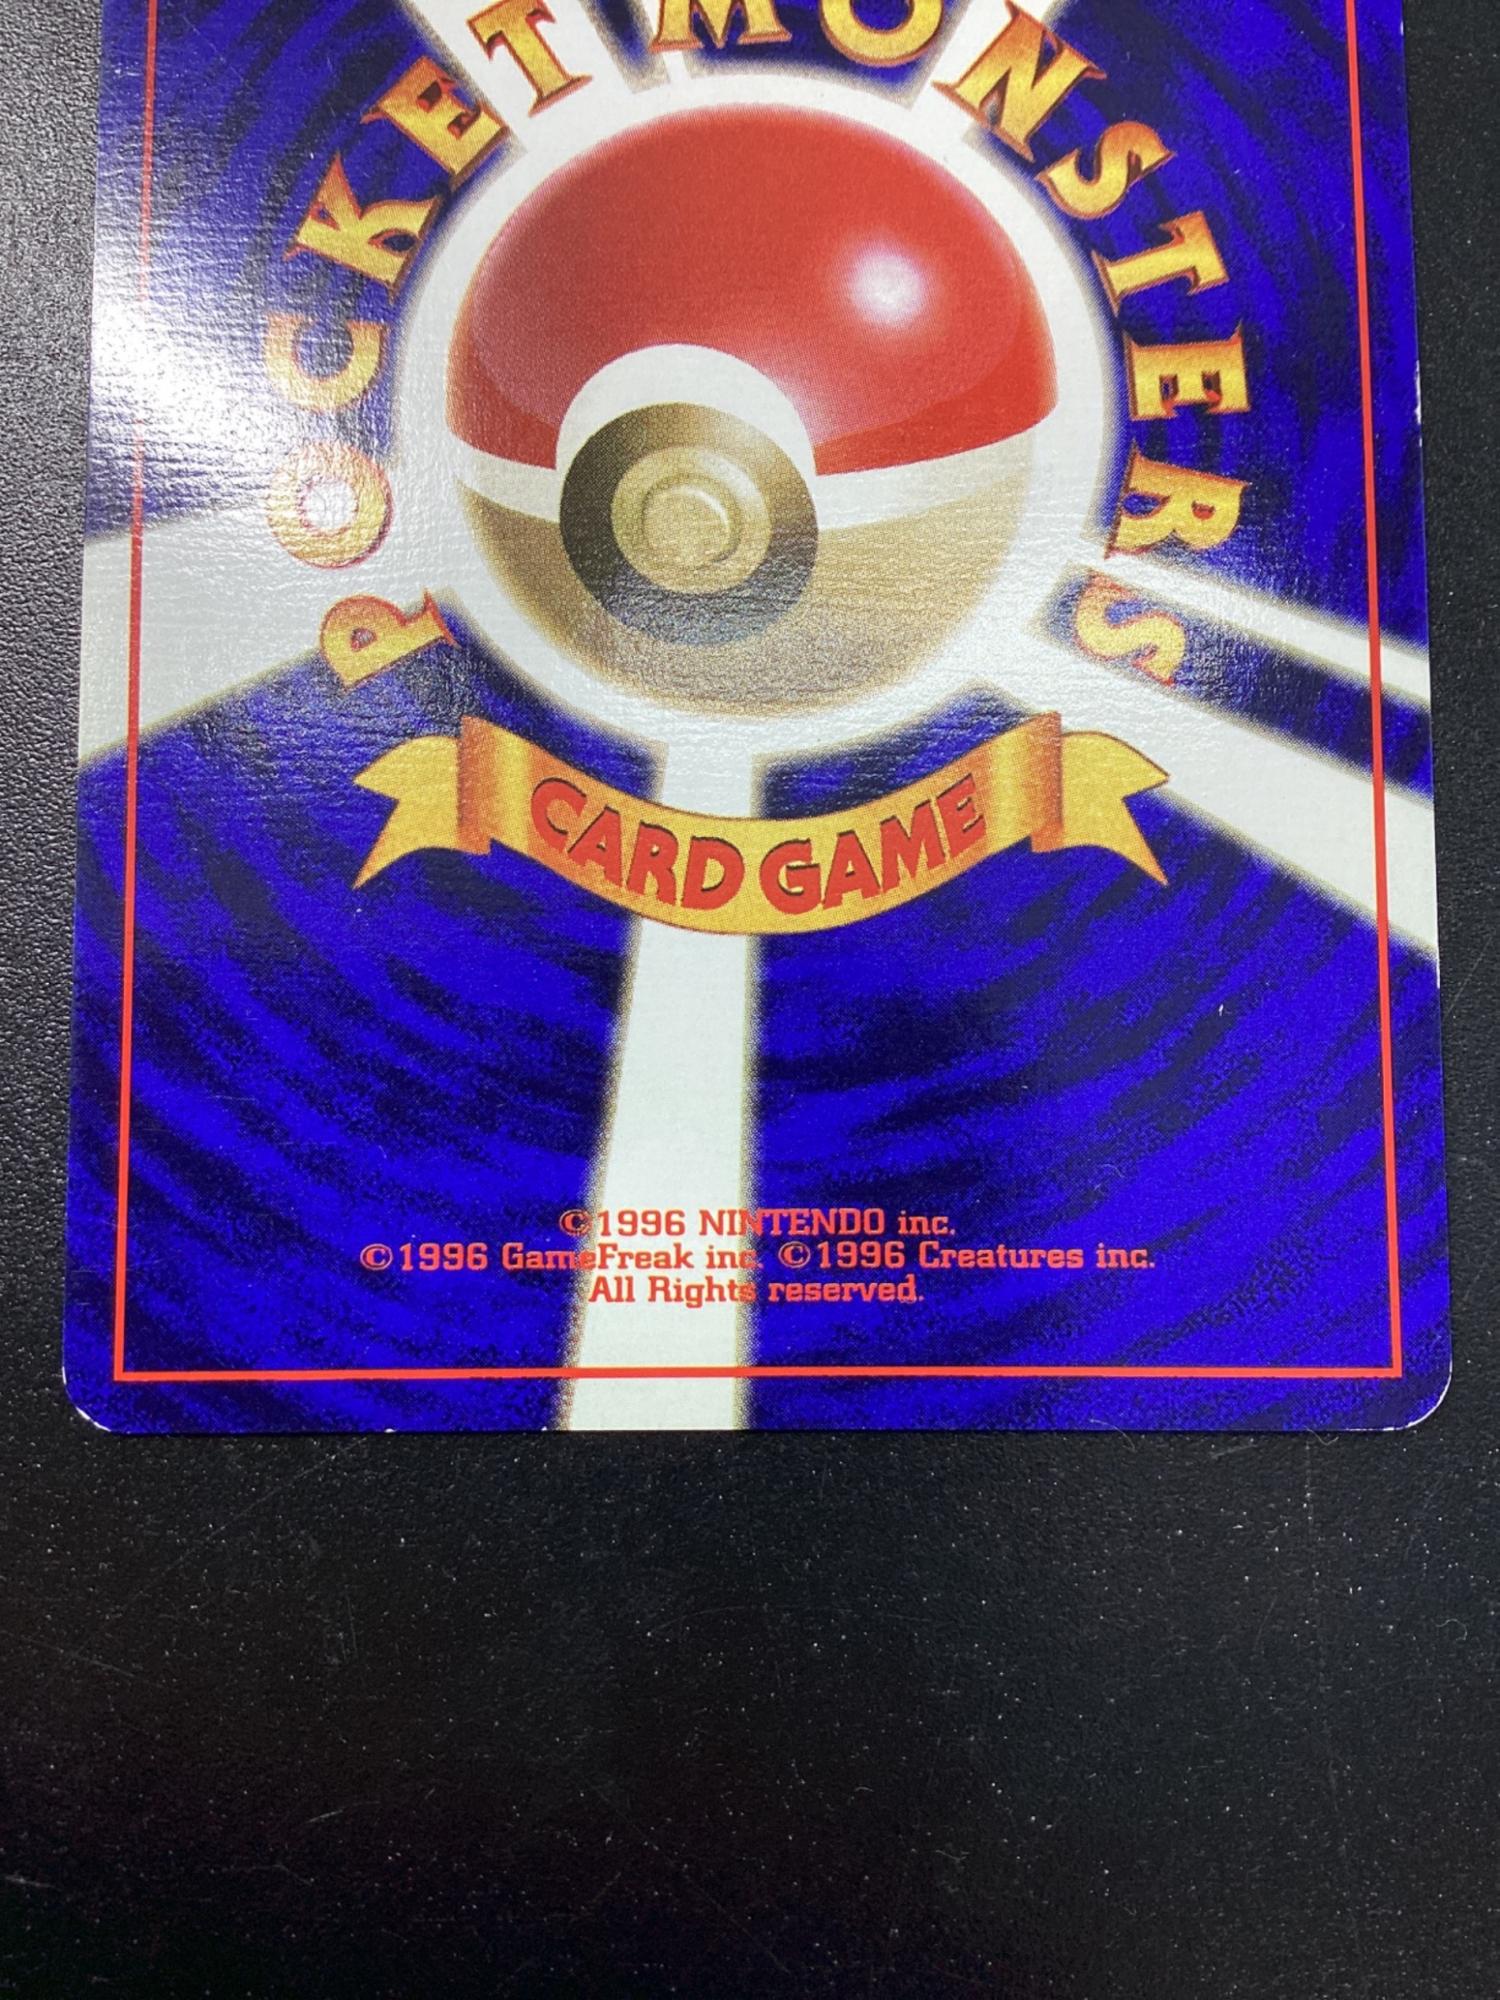 POCKET MONSTERS
CARD GAME
©1996 NINTENDO inc.
©1996 GameFreak inc. ©1996 Creatures inc.
All Rights reserved.